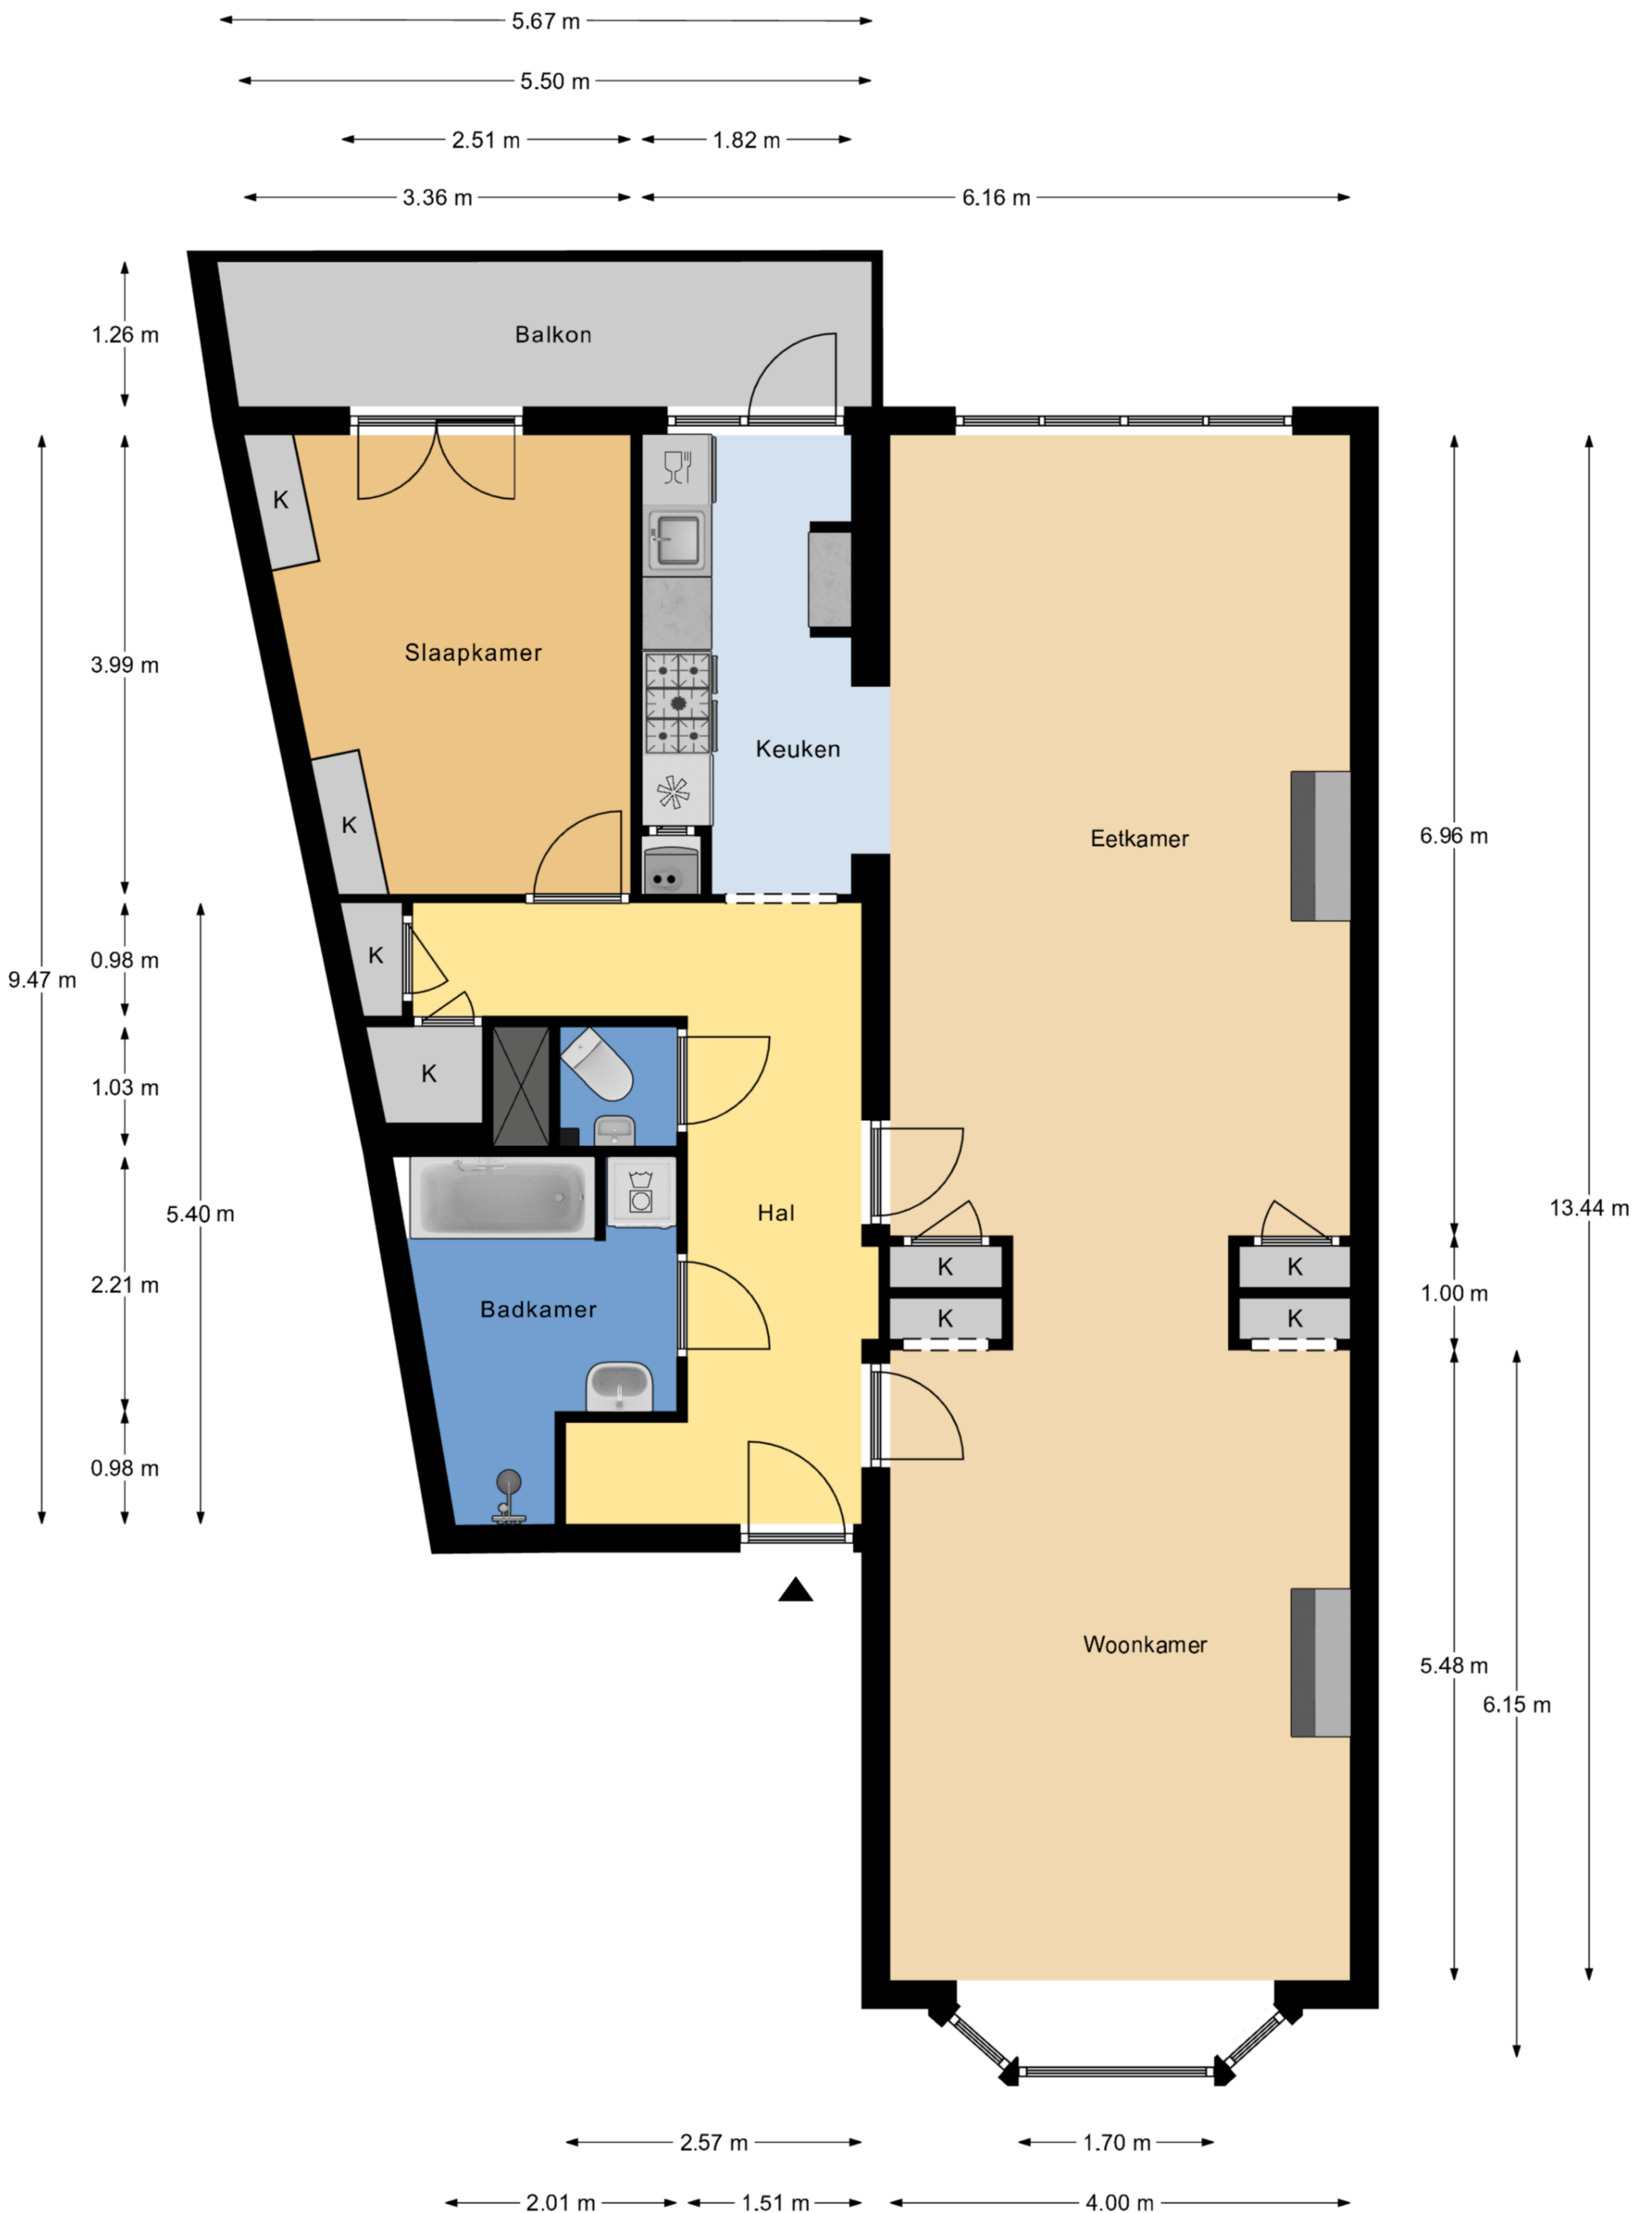 5.67 m
5.50 m
2.51 m
1.82 m
3.36 m
6.16 m
Balkon
1.26 m
K
Slaapkamer
3.99 m
Keuken
K
Eetkamer
6.96 m
K
0.98 m
9.47 m
K
1.03 m
5.40 m
Hal
13.44 m
K
K
2.21 m
1.00 m
Badkamer
K
K
0.98 m
Woonkamer
5.48 m
6.15 m
2.57 m
1.70 m
2.01 m
1.51 m
4.00 m